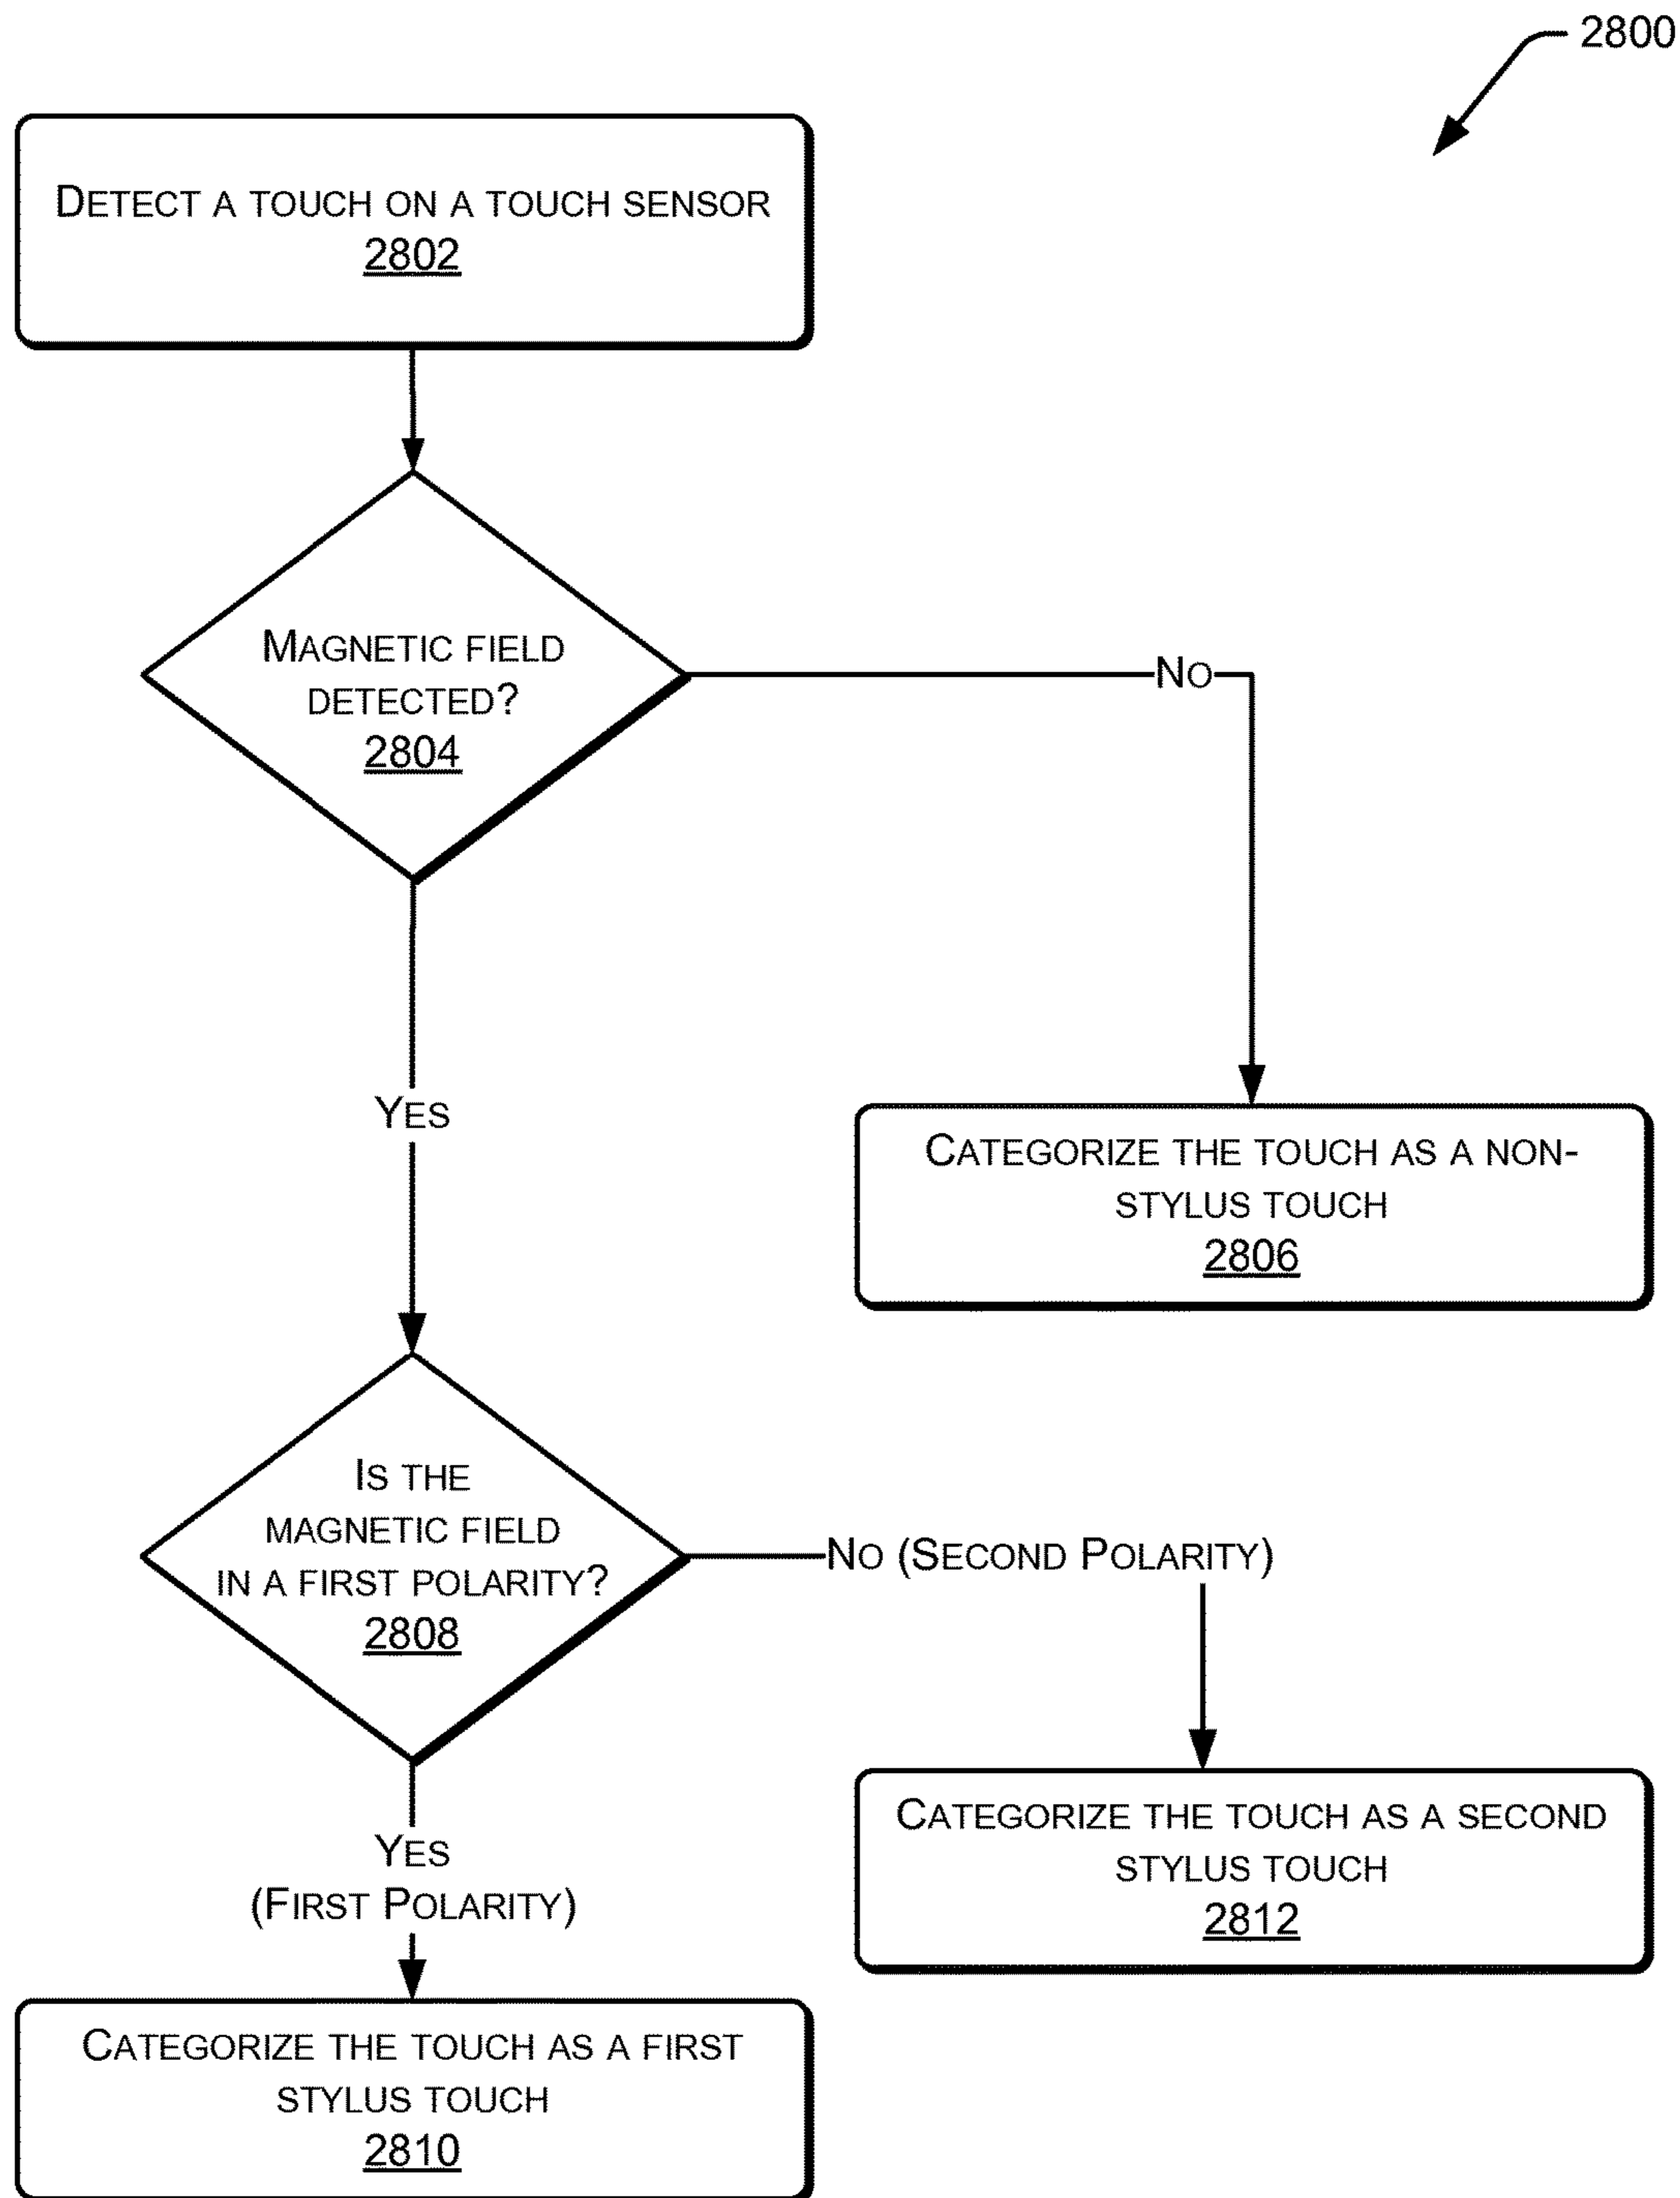 2800
DETECT A TOUCH ON A TOUCH SENSOR
2802
MAGNETIC FIELD
DETECTED?
2804
NO
YES
CATEGORIZE THE TOUCH AS A NON-
STYLUS TOUCH
2806
IS THE
MAGNETIC FIELD
IN A FIRST POLARITY?
2808
NO (SECOND POLARITY)
YES
(FIRST POLARITY)
CATEGORIZE THE TOUCH AS A SECOND
STYLUS TOUCH
2812
CATEGORIZE THE TOUCH AS A FIRST
STYLUS TOUCH
2810